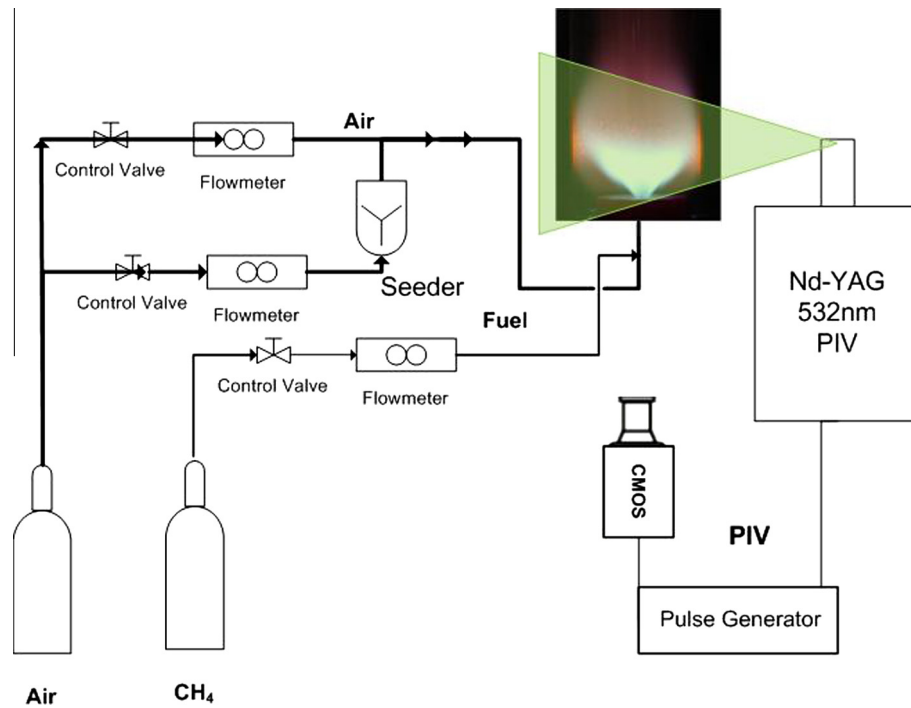 Air
Control Valve
Flowmeter
Control Valve
Flowmeter
Seeder
Fuel
Control Valve
Flowmeter
Nd-YAG
532nm
PIV
CMOS
PIV
Pulse Generator
Air
CH₄